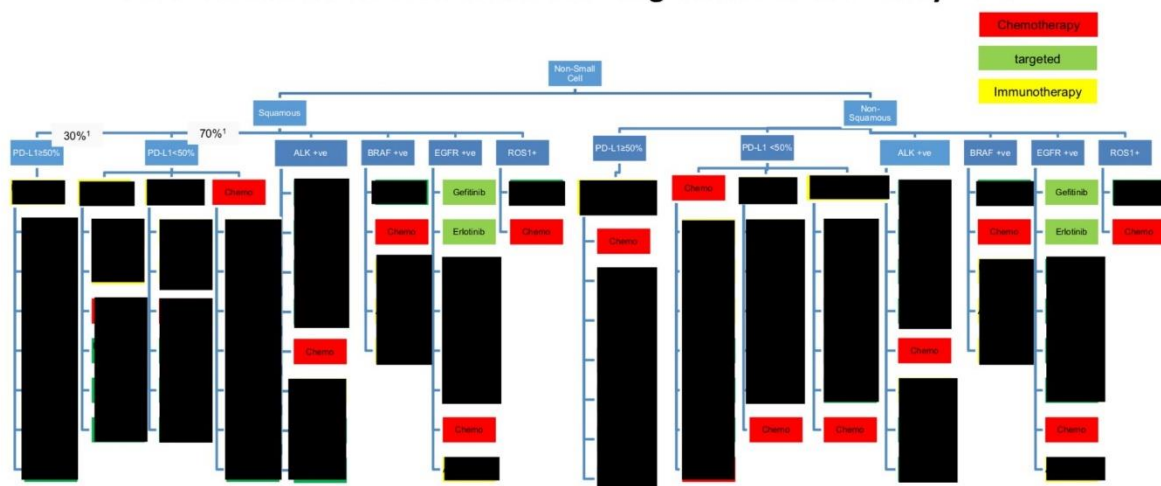 Chemotherapy
targeted
Immunotherapy
Non-Small
Cell
Squamous
Non-
Squamous
30%¹
70%¹
PD-L1≥50%
PD-L1<50%
ALK +ve
BRAF +ve
EGFR +ve
ROS1+
PD-L1≥50%
PD-L1 <50%
ALK +ve
BRAF +ve
EGFR +ve
ROS1+
Chemo
Gefitinib
Chemo
Gefitinib
Chemo
Erlotinib
Chemo
Chemo
Chemo
Erlotinib
Chemo
Chemo
Chemo
Chemo
Chemo
Chemo
Chemo